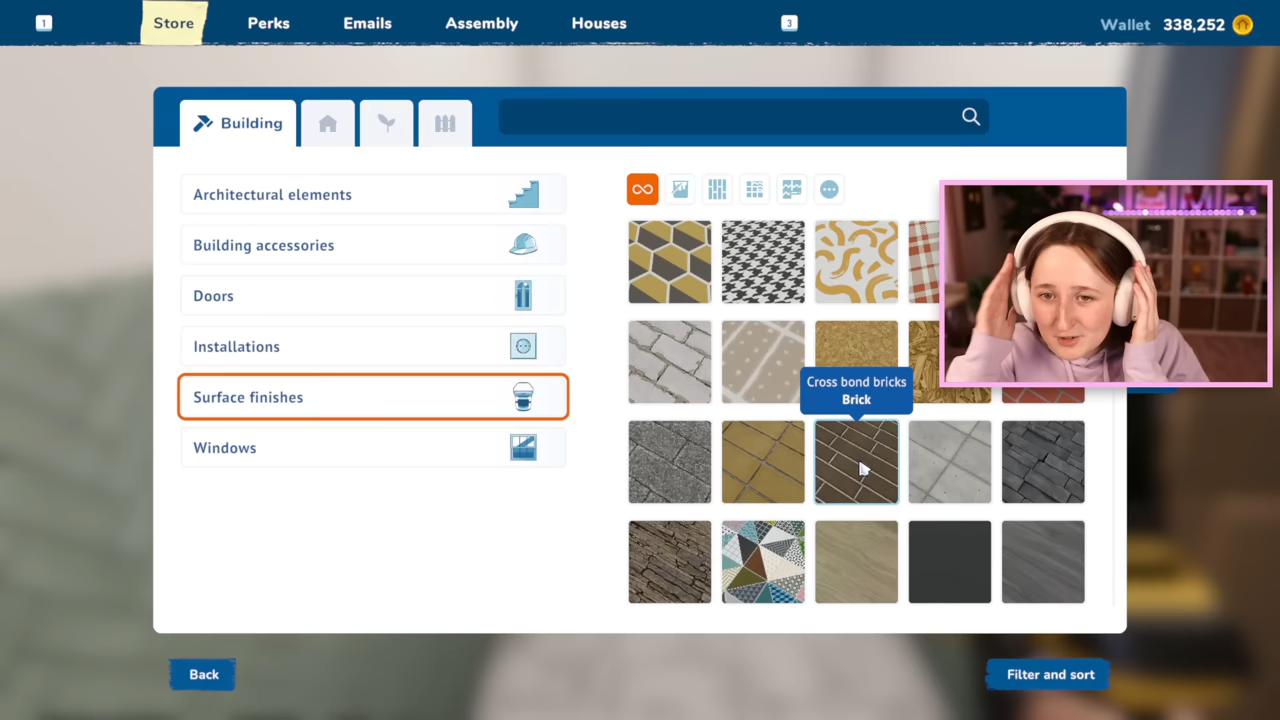 1
Store
Perks
Emails
Assembly
Houses
3
Wallet 338,252
Building
Architectural elements
Building accessories
Doors
Installations
Surface finishes
Windows
Cross bond bricks
Brick
Back
Filter and sort